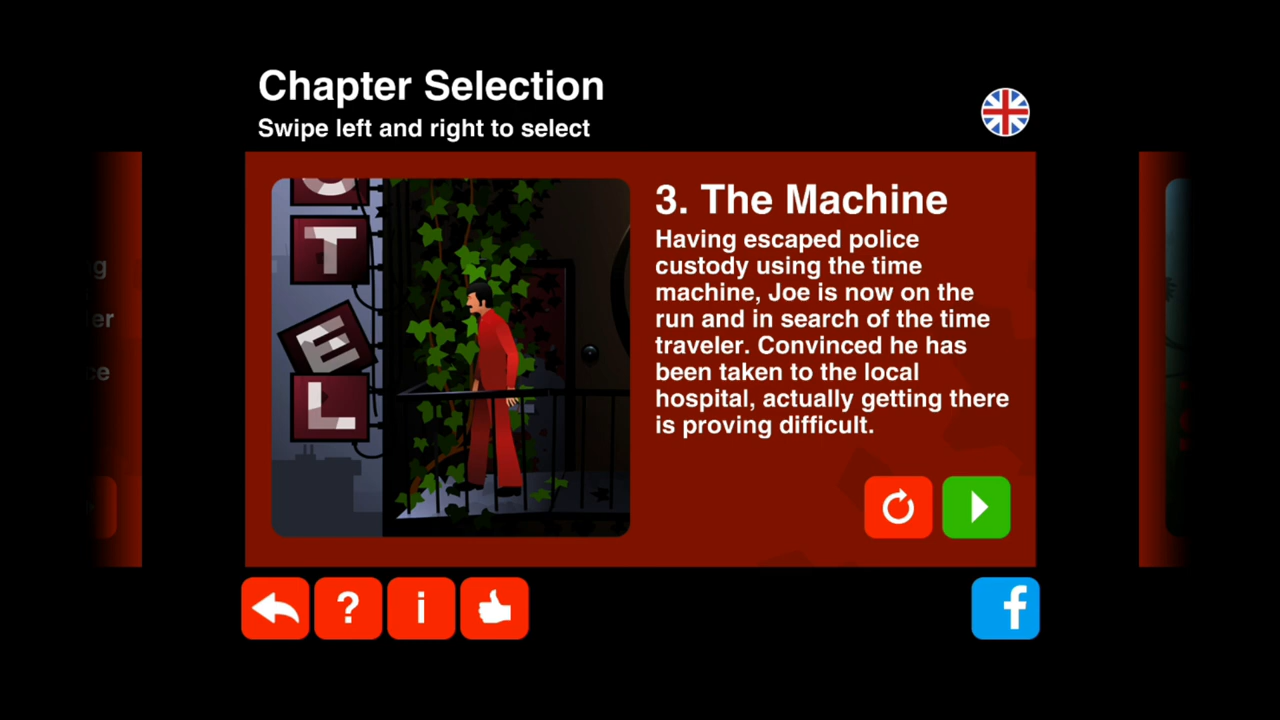 Chapter Selection
Swipe left and right to select
3. The Machine
Having escaped police
custody using the time
machine, Joe is now on the
run and in search of the time
traveler. Convinced he has
been taken to the local
hospital, actually getting there
is proving difficult.
T
E
L
?
i
f